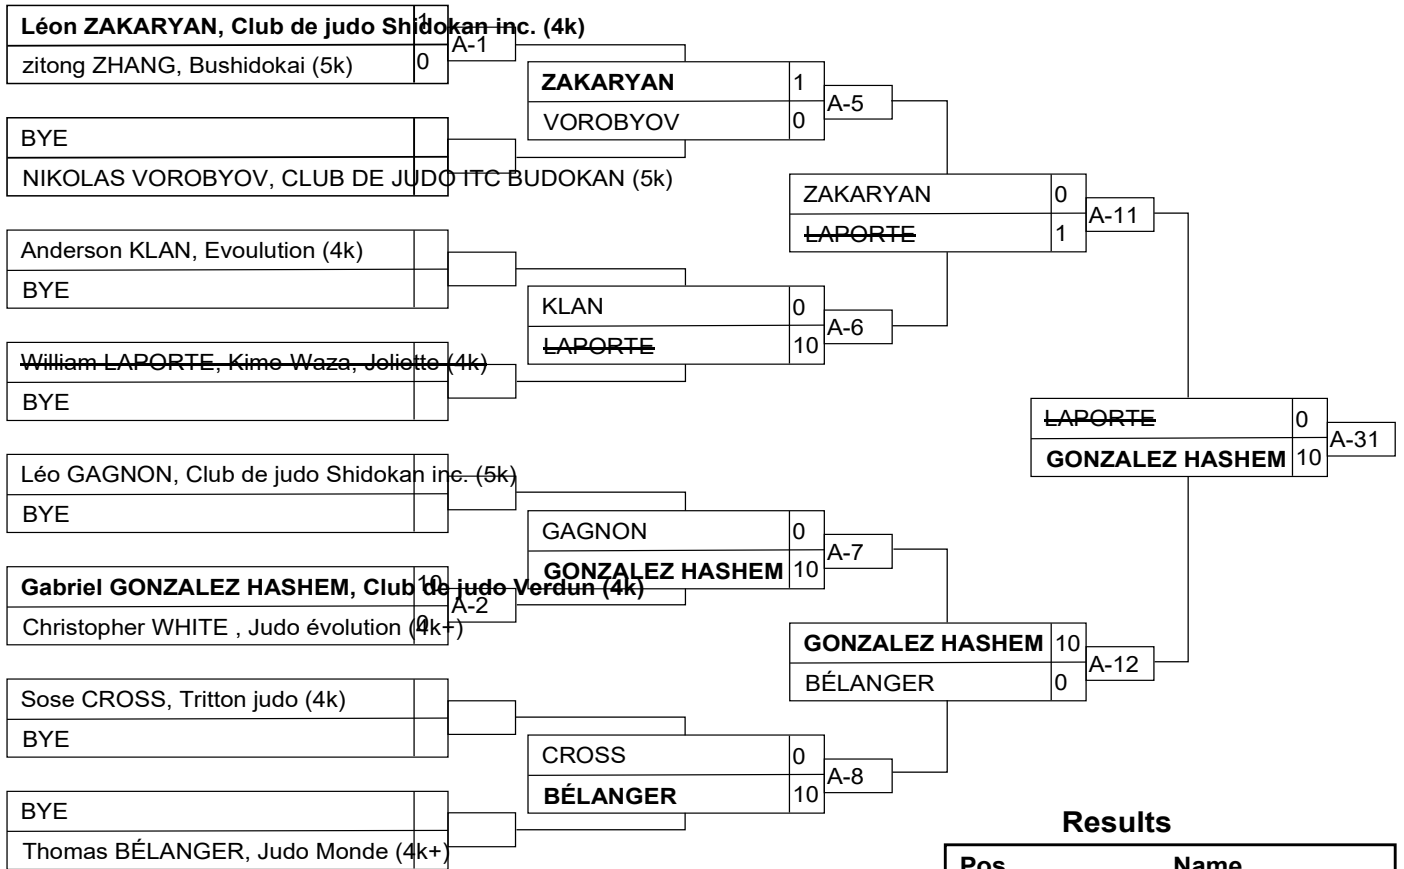 Léon ZAKARYAN, Club de judo Shidokan inc. (4k) 1
zitong ZHANG, Bushidokai (5k) 0
A-1
BYE
NIKOLAS VOROBYOV, CLUB DE JUDO ITC BUDOKAN (5k)
Anderson KLAN, Evoulution (4k)
BYE
William LAPORTE, Kime-Waza, Joliette (4k)
BYE
Léo GAGNON, Club de judo Shidokan inc. (5k)
BYE
Gabriel GONZALEZ HASHEM, Club de judo Verdun (4k) 10
Christopher WHITE , Judo évolution (4k+) 0
A-2
Sose CROSS, Tritton judo (4k)
BYE
BYE
Thomas BÉLANGER, Judo Monde (4k+)
ZAKARYAN 1
VOROBYOV 0
A-5
KLAN 0
LAPORTE 10
A-6
GAGNON 0
GONZALEZ HASHEM 10
A-7
CROSS 0
BÉLANGER 10
A-8
ZAKARYAN 0
LAPORTE 1
A-11
GONZALEZ HASHEM 10
BÉLANGER 0
A-12
LAPORTE 0
GONZALEZ HASHEM 10
A-31
Results
Pos Name